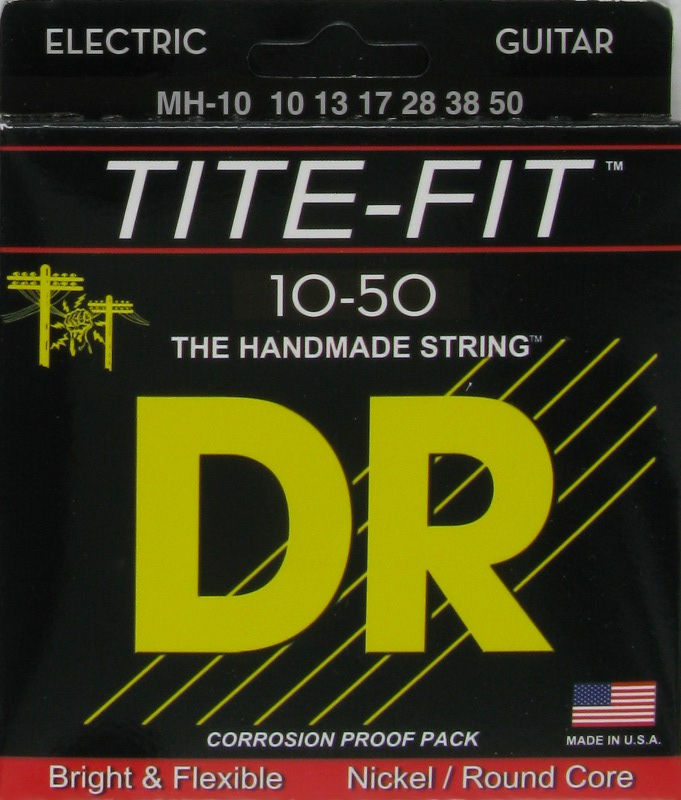 ELECTRIC GUITAR
MH-10 10 13 17 28 38 50
TITE-FIT™
10-50
THE HANDMADE STRING™
DR
CORROSION PROOF PACK
MADE IN U.S.A.
Bright & Flexible Nickel / Round Core